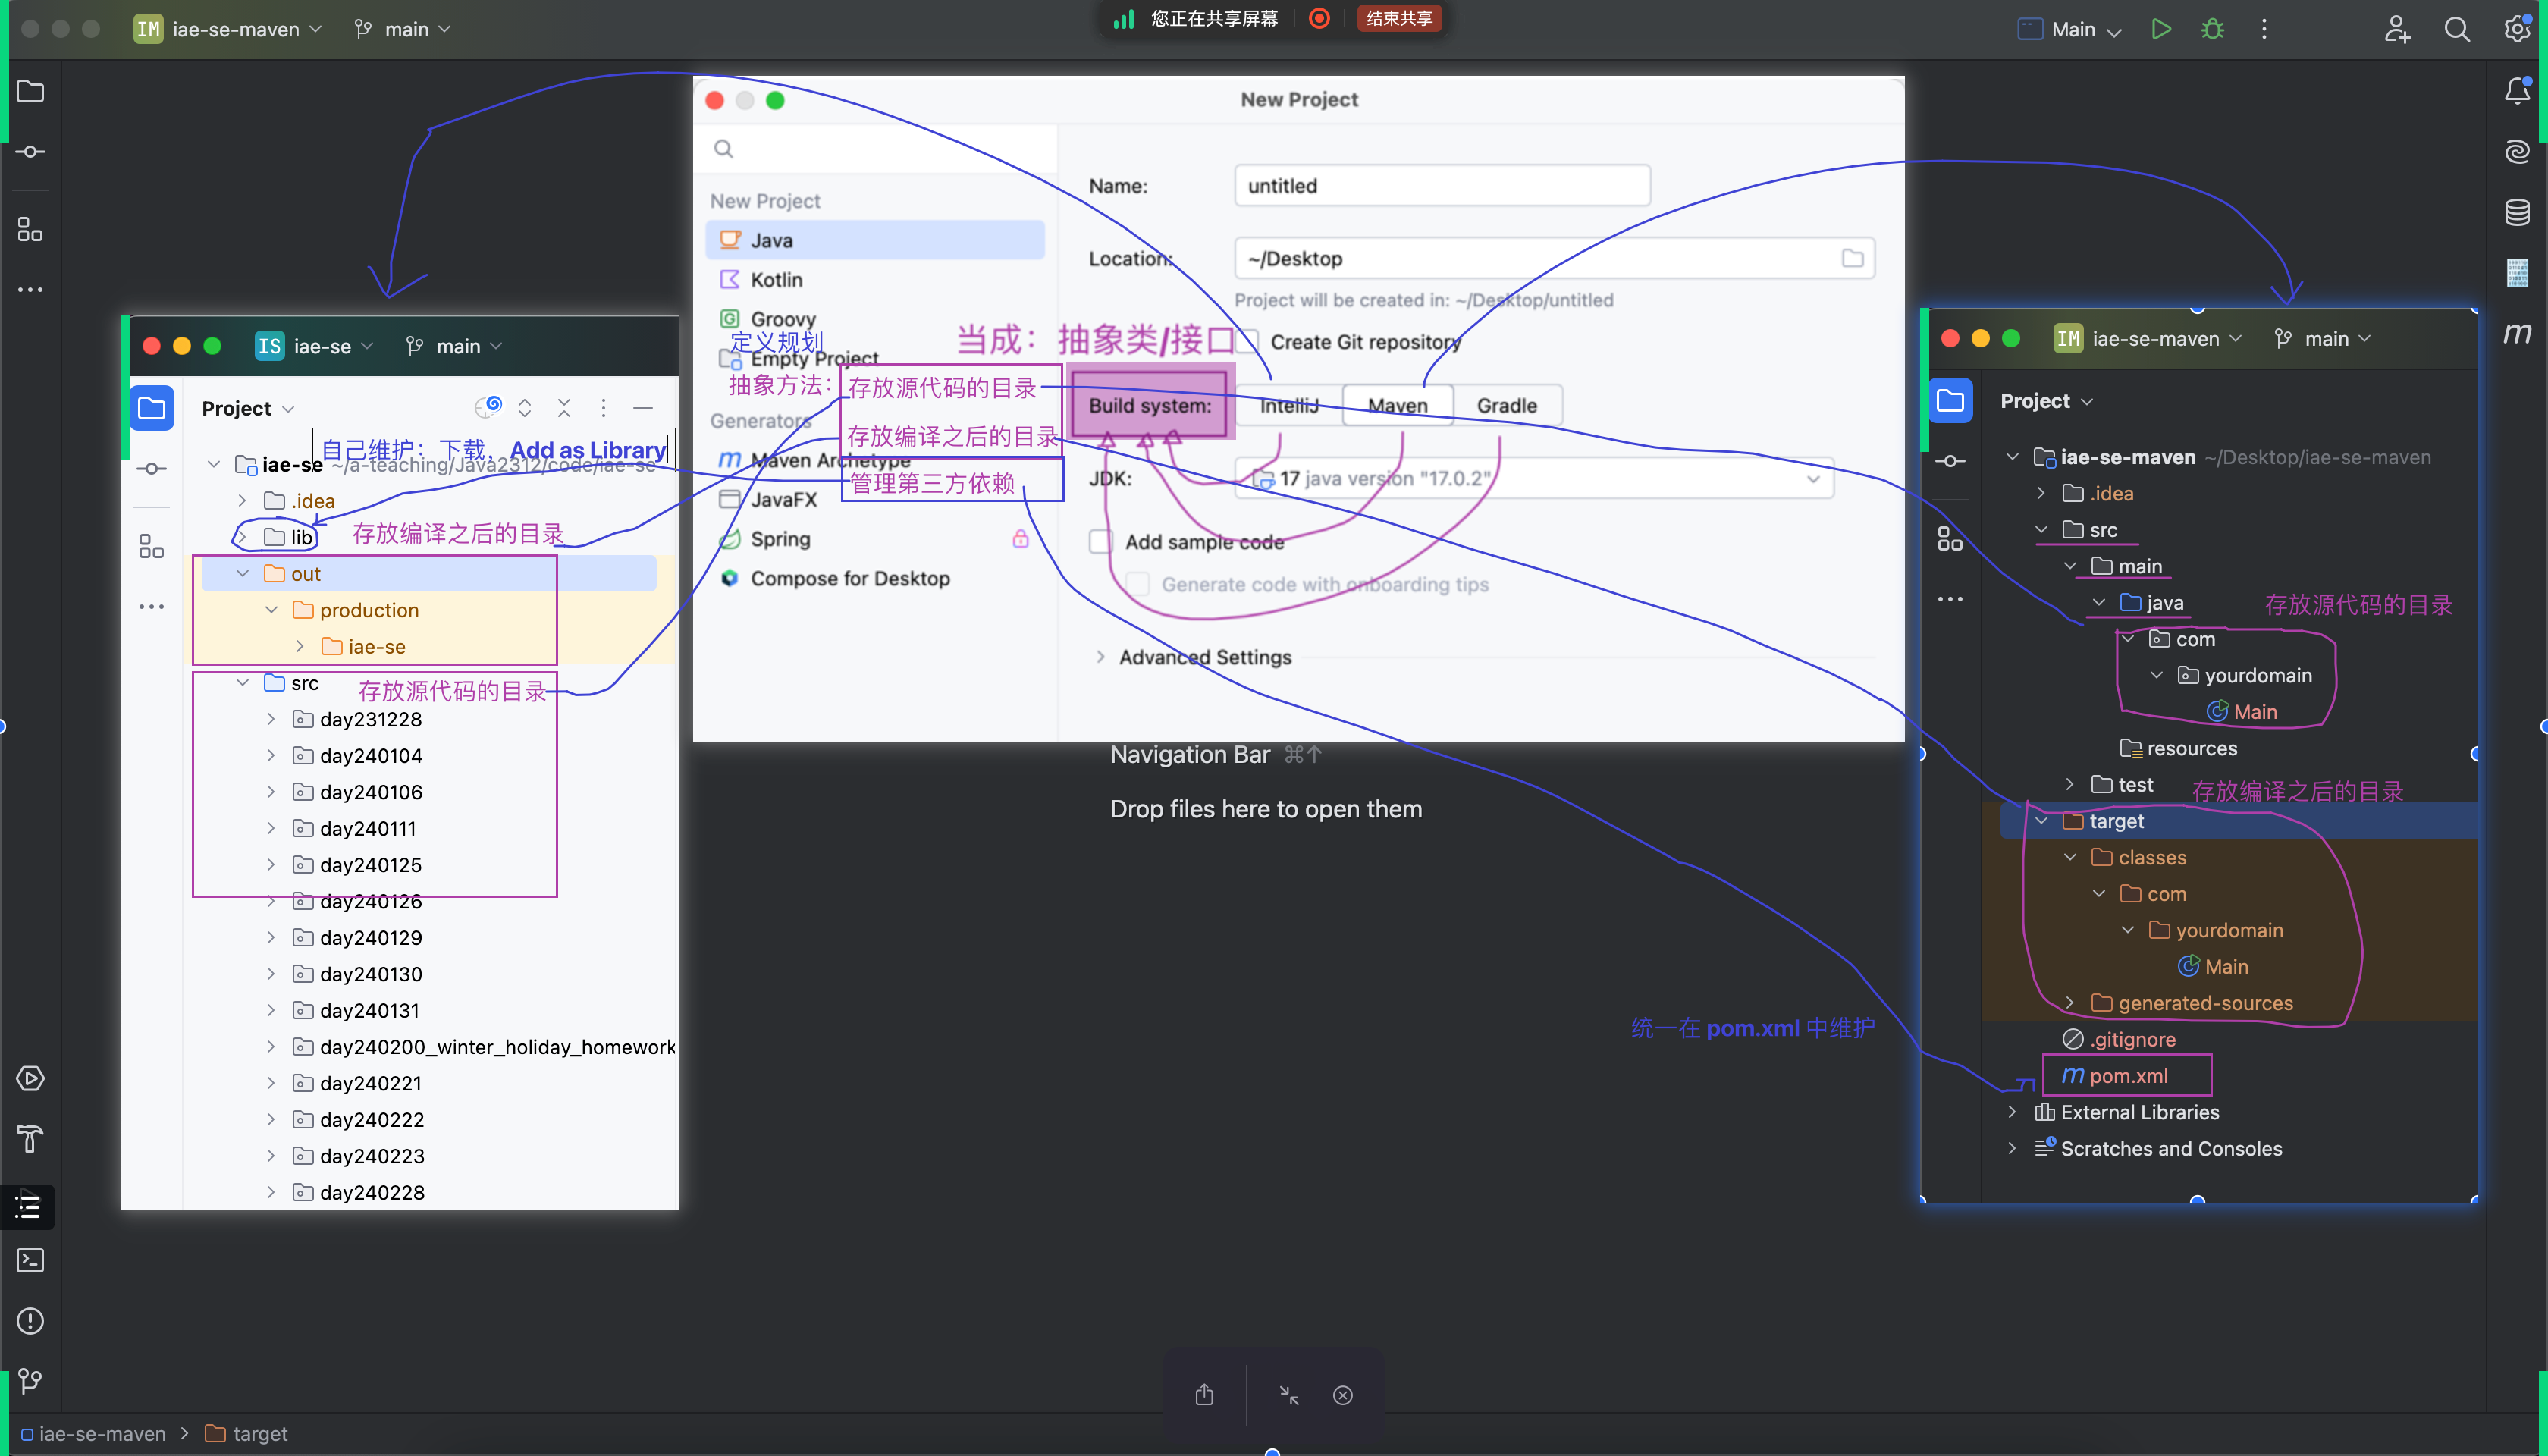 IM iae-se-maven
main
您正在共享屏幕
结束共享
Main
New Project
New Project
Java
Kotlin
Groovy
Empty Project
Generators
Maven Archetype
JavaFX
Spring
Compose for Desktop
Name:
untitled
Location:
~/Desktop
Project will be created in: ~/Desktop/untitled
Create Git repository
Build system:
IntelliJ
Maven
Gradle
JDK:
17 java version "17.0.2"
Add sample code
Generate code with onboarding tips
Advanced Settings
定义规划
当成：抽象类/接口
抽象方法：
存放源代码的目录
存放编译之后的目录
管理第三方依赖
IS iae-se
main
Project
自己维护：下载，Add as Library
iae-se ~/a-teaching/Java2312/code/iae-se
.idea
lib
存放编译之后的目录
out
production
iae-se
src
存放源代码的目录
day231228
day240104
day240106
day240111
day240125
day240126
day240129
day240130
day240131
day240200_winter_holiday_homework
day240221
day240222
day240223
day240228
Navigation Bar ⌘↑
Drop files here to open them
统一在 pom.xml 中维护
IM iae-se-maven
main
Project
iae-se-maven ~/Desktop/iae-se-maven
.idea
src
main
java
存放源代码的目录
com
yourdomain
Main
resources
test
存放编译之后的目录
target
classes
com
yourdomain
Main
generated-sources
.gitignore
m pom.xml
External Libraries
Scratches and Consoles
iae-se-maven > target